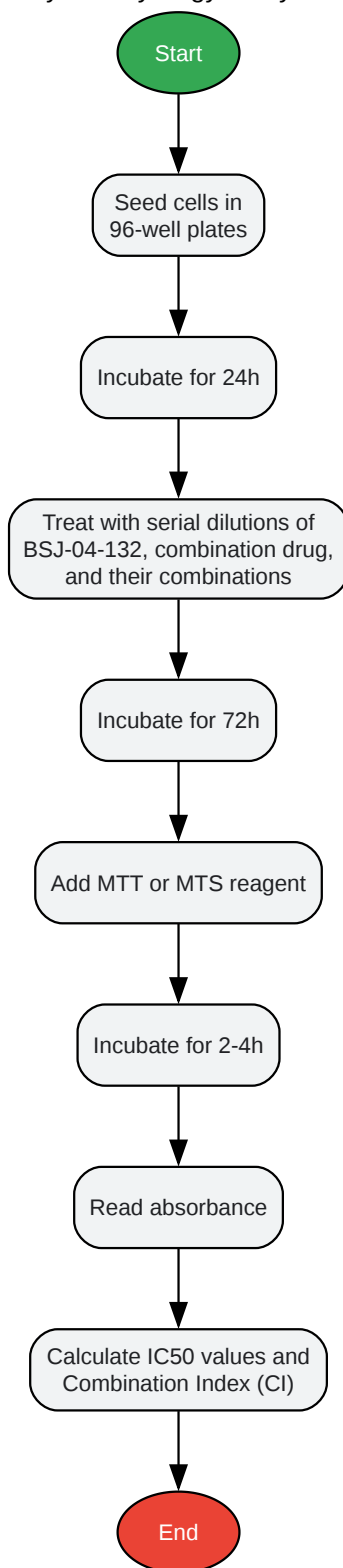 Start
Seed cells in
96-well plates
Incubate for 24h
Treat with serial dilutions of
BSJ-04-132, combination drug,
and their combinations
Incubate for 72h
Add MTT or MTS reagent
Incubate for 2-4h
Read absorbance
Calculate IC50 values and
Combination Index (CI)
End